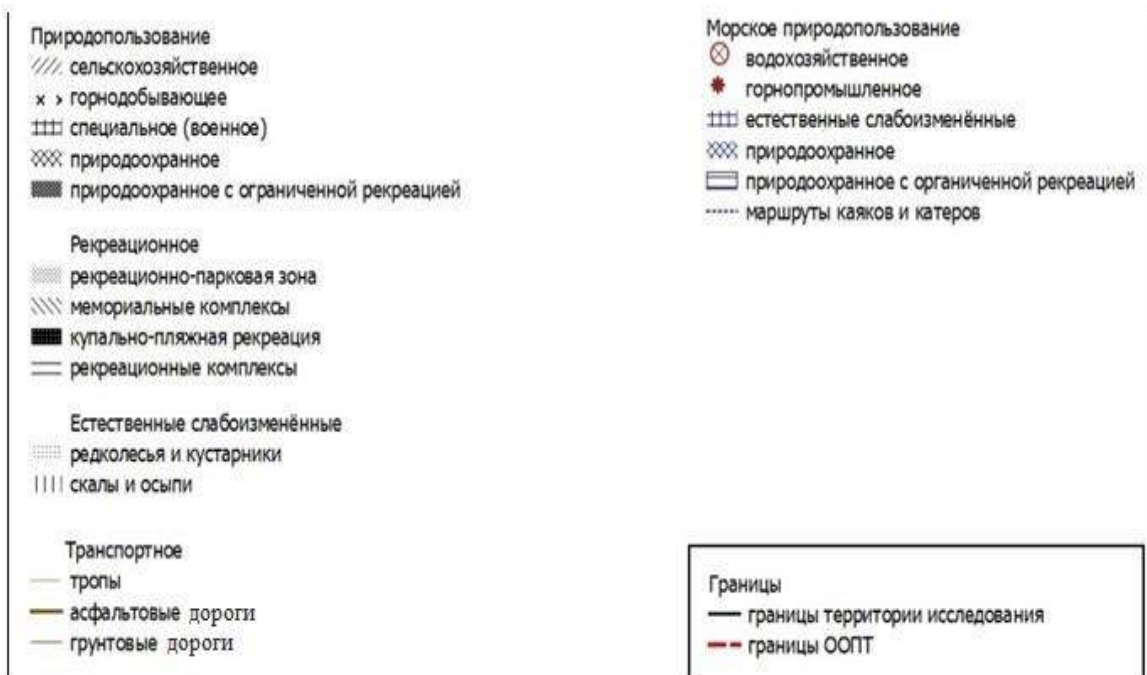 Природопользование
сельскохозяйственное
горнодобывающее
специальное (военное)
природоохранное
природоохранное с ограниченной рекреацией
Рекреационное
рекреационно-парковая зона
мемориальные комплексы
купально-пляжная рекреация
рекреационные комплексы
Естественные слабоизменённые
редколесья и кустарники
скалы и осыпи
Транспортное
тропы
асфальтовые дороги
грунтовые дороги
Морское природопользование
водохозяйственное
горнопромышленное
естественные слабоизменённые
природоохранное
природоохранное с органиченной рекреацией
маршруты каяков и катеров
Границы
границы территории исследования
границы ООПТ